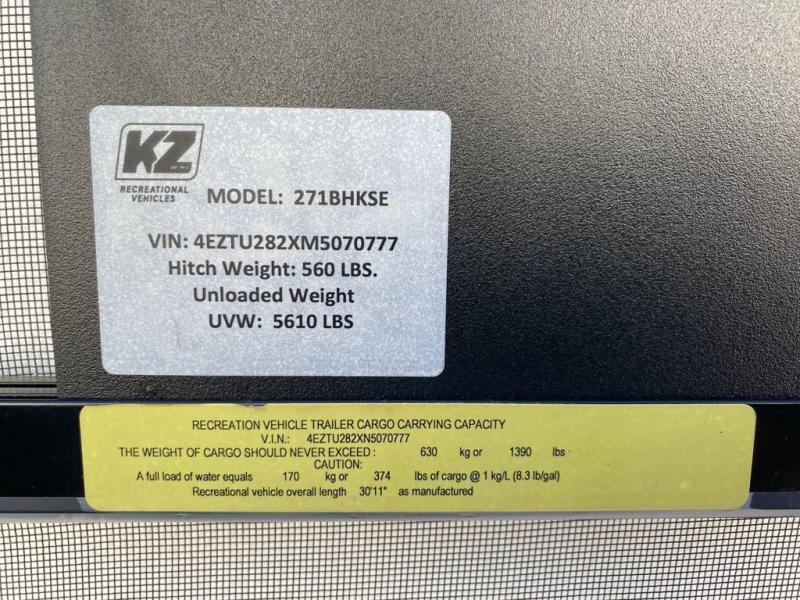 KZ
RECREATIONAL
VEHICLES
MODEL: 271BHKSE
VIN: 4EZTU282XM5070777
Hitch Weight: 560 LBS.
Unloaded Weight
UVW: 5610 LBS
RECREATION VEHICLE TRAILER CARGO CARRYING CAPACITY
V.I.N.: 4EZTU282XN5070777
THE WEIGHT OF CARGO SHOULD NEVER EXCEED : 630 kg or 1390 lbs
CAUTION:
A full load of water equals 170 kg or 374 lbs of cargo @ 1 kg/L (8.3 lb/gal)
Recreational vehicle overall length 30'11" as manufactured